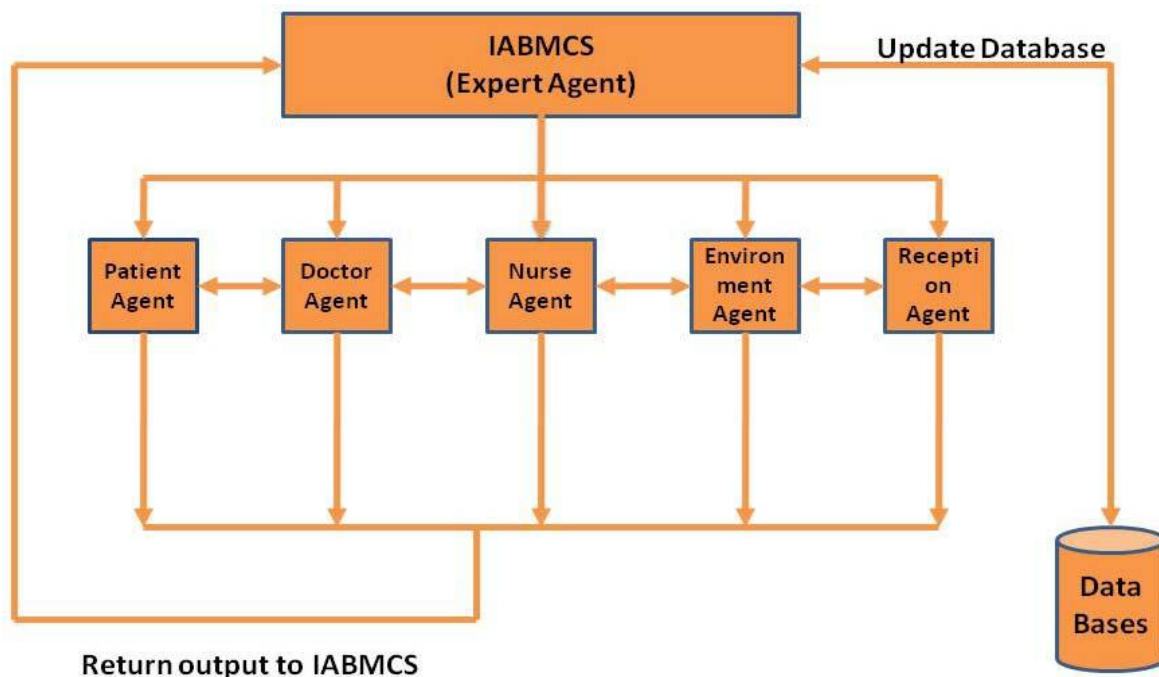 IABMCS
(Expert Agent)
Update Database
Patient
Agent
Doctor
Agent
Nurse
Agent
Environ
ment
Agent
Recepti
on
Agent
Data
Bases
Return output to IABMCS